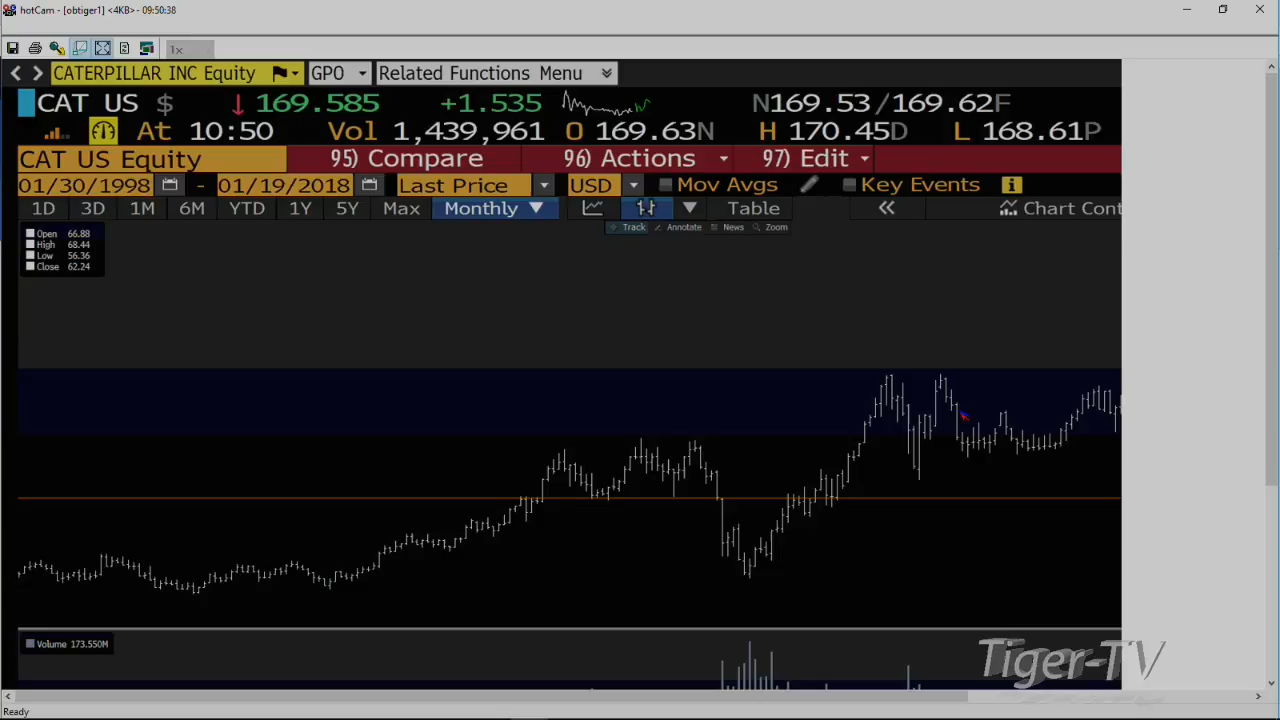 hotCam - [obtiger1] <4KB> - 09:50:38
1x
CATERPILLAR INC Equity GPO Related Functions Menu
CAT US $ ↓ 169.585 +1.535 N169.53/169.62F
At 10:50 Vol 1,439,961 O 169.63N H 170.45D L 168.61P
CAT US Equity 95) Compare 96) Actions 97) Edit
01/30/1998 - 01/19/2018 Last Price USD Mov Avgs Key Events
1D 3D 1M 6M YTD 1Y 5Y Max Monthly ▼ Table « Chart Cont
Track Annotate News Zoom
Open 66.88
High 68.44
Low 56.36
Close 62.24
Volume 173.550M
Tiger-TV
Ready